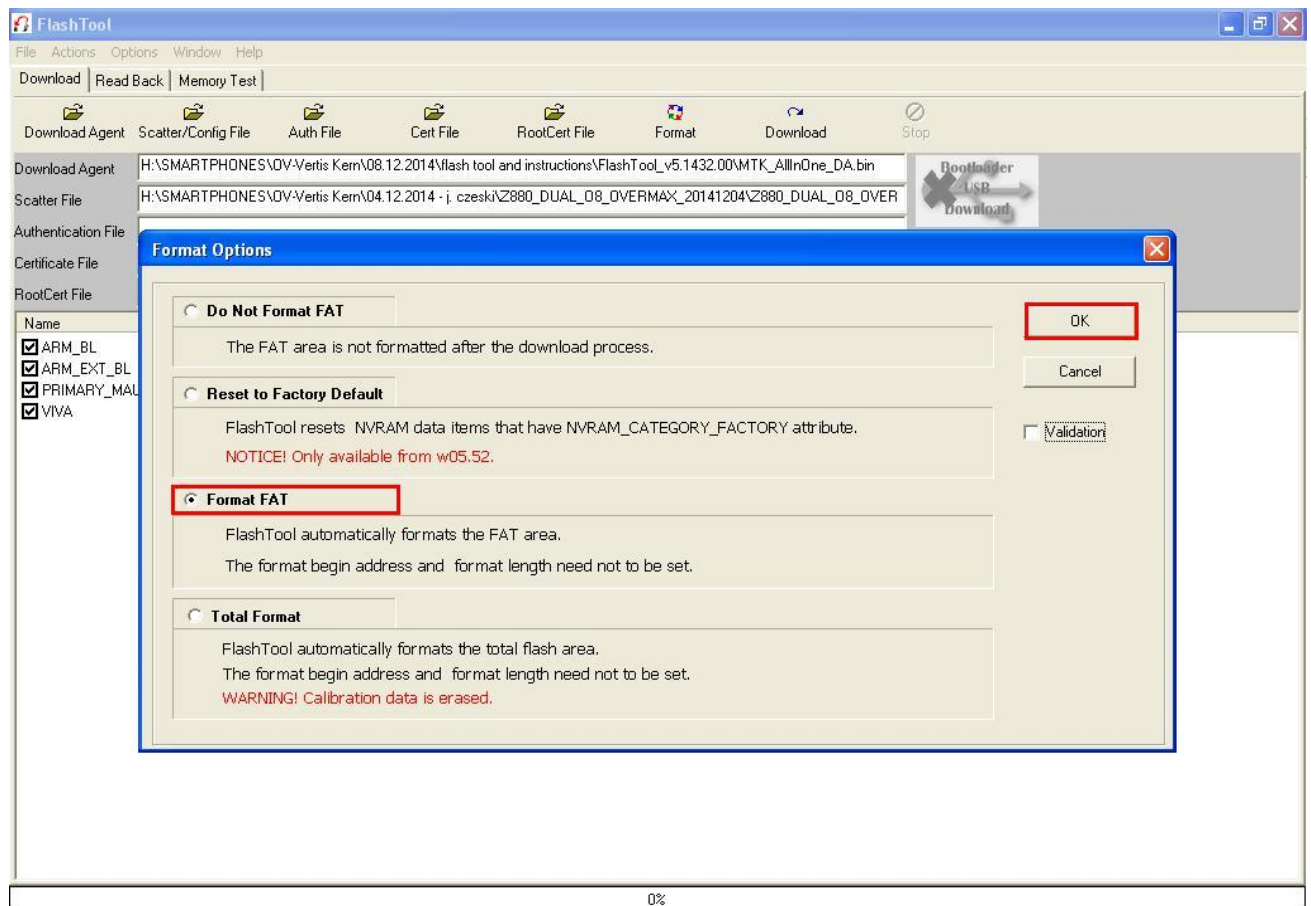 FlashTool
File Actions Options Window Help
Download Read Back Memory Test
Download Agent Scatter/Config File Auth File Cert File RootCert File Format Download Stop
Download Agent H:\SMARTPHONES\OV-Vertis Kern\08.12.2014\flash tool and instructions\FlashTool_v5.1432.00\MTK_AllInOne_DA.bin
Bootloader
USB
Download
Scatter File H:\SMARTPHONES\OV-Vertis Kern\04.12.2014 - j. czeski\Z880_DUAL_08_OVERMAX_20141204\Z880_DUAL_08_OVER
Authentication File
Certificate File
RootCert File
Name
ARM_BL
ARM_EXT_BL
PRIMARY_MAU
VIVA
Format Options
Do Not Format FAT
The FAT area is not formatted after the download process.
Reset to Factory Default
FlashTool resets NVRAM data items that have NVRAM_CATEGORY_FACTORY attribute.
NOTICE! Only available from w05.52.
Format FAT
FlashTool automatically formats the FAT area.
The format begin address and format length need not to be set.
Total Format
FlashTool automatically formats the total flash area.
The format begin address and format length need not to be set.
WARNING! Calibration data is erased.
OK
Cancel
Validation
0%